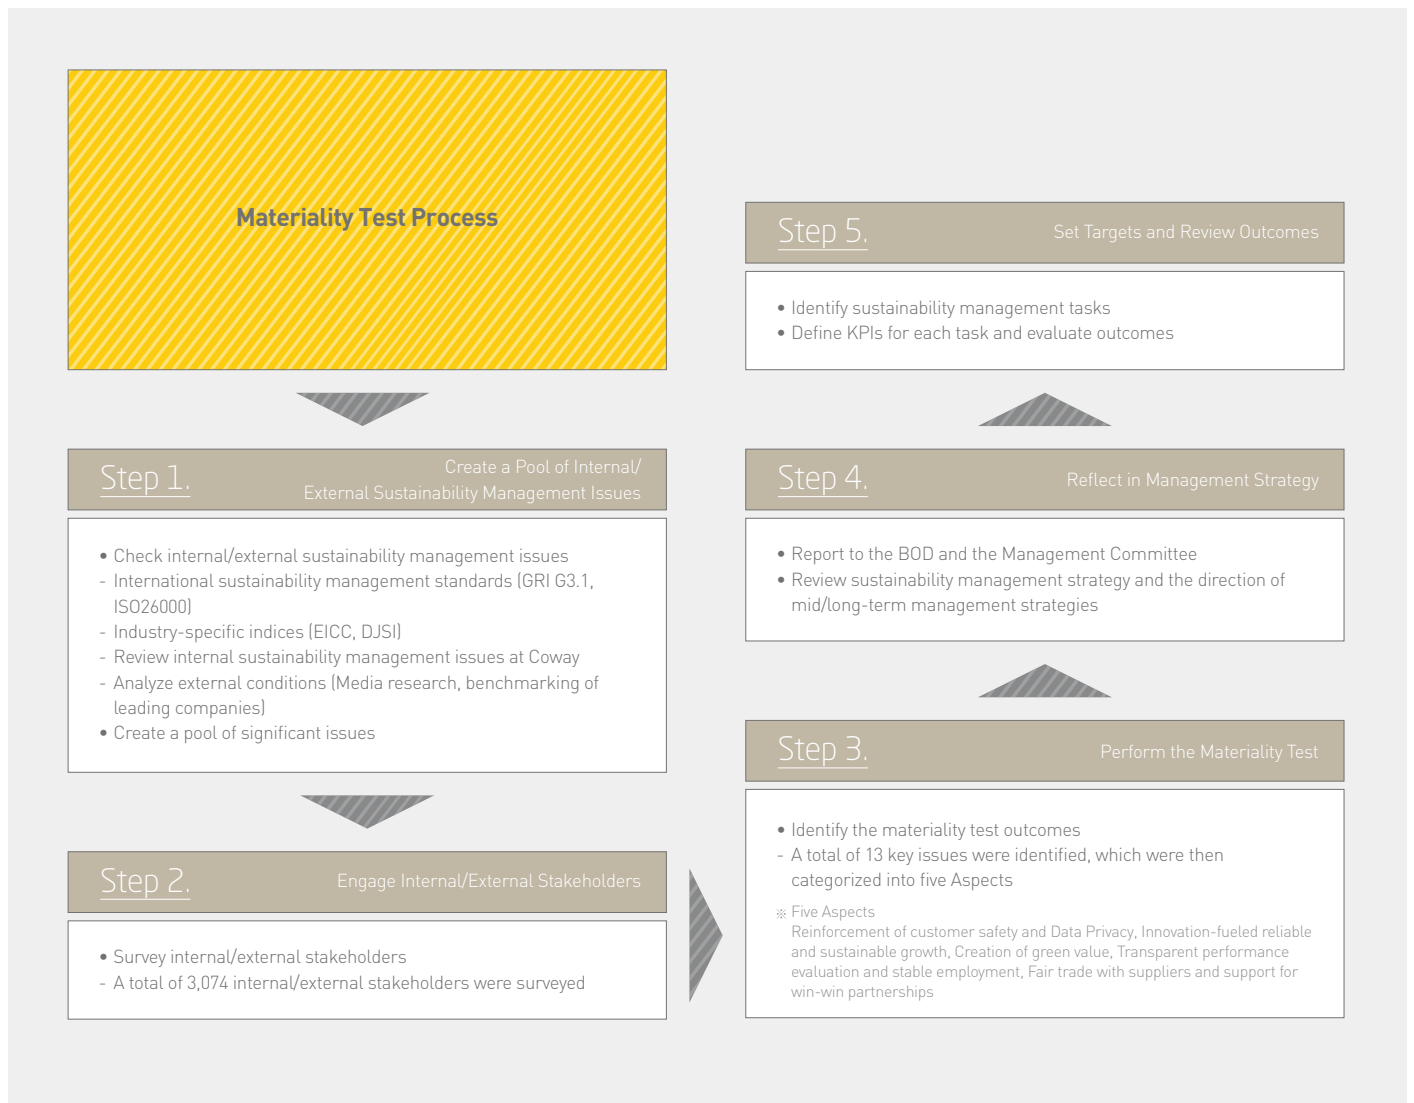 Materiality Test Process
Step 1.
Create a Pool of Internal/
External Sustainability Management Issues
• Check internal/external sustainability management issues
- International sustainability management standards (GRI G3.1,
ISO26000)
- Industry-specific indices (EICC, DJSI)
- Review internal sustainability management issues at Coway
- Analyze external conditions (Media research, benchmarking of
leading companies)
• Create a pool of significant issues
Step 2.
Engage Internal/External Stakeholders
• Survey internal/external stakeholders
- A total of 3,074 internal/external stakeholders were surveyed
Step 3.
Perform the Materiality Test
• Identify the materiality test outcomes
- A total of 13 key issues were identified, which were then
categorized into five Aspects
※ Five Aspects
Reinforcement of customer safety and Data Privacy, Innovation-fueled reliable
and sustainable growth, Creation of green value, Transparent performance
evaluation and stable employment, Fair trade with suppliers and support for
win-win partnerships
Step 4.
Reflect in Management Strategy
• Report to the BOD and the Management Committee
• Review sustainability management strategy and the direction of
mid/long-term management strategies
Step 5.
Set Targets and Review Outcomes
• Identify sustainability management tasks
• Define KPIs for each task and evaluate outcomes